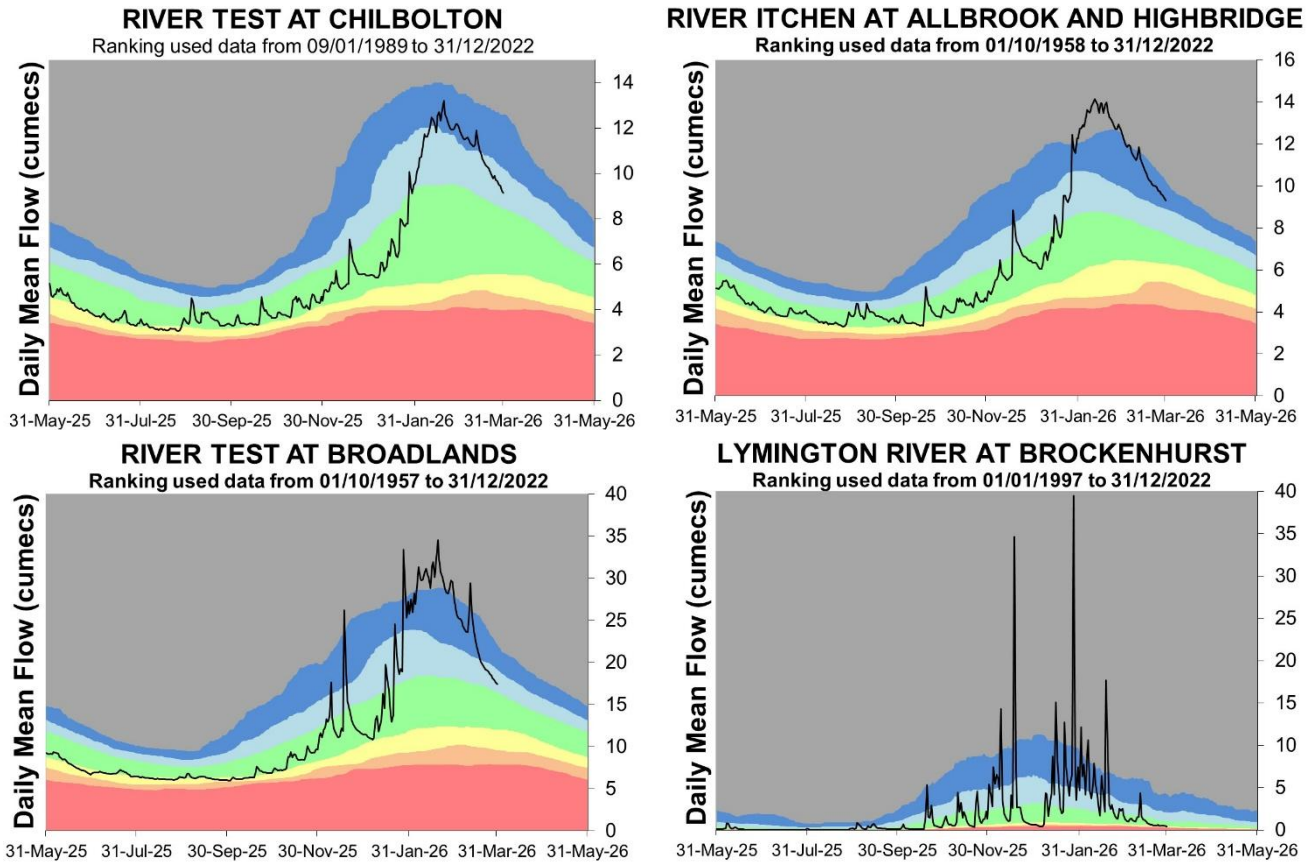 RIVER TEST AT CHILBOLTON
Ranking used data from 09/01/1989 to 31/12/2022
Daily Mean Flow (cumecs)
14
12
10
8
6
4
2
0
31-May-25 31-Jul-25 30-Sep-25 30-Nov-25 31-Jan-26 31-Mar-26 31-May-26
RIVER ITCHEN AT ALLBROOK AND HIGHBRIDGE
Ranking used data from 01/10/1958 to 31/12/2022
Daily Mean Flow (cumecs)
16
14
12
10
8
6
4
2
0
31-May-25 31-Jul-25 30-Sep-25 30-Nov-25 31-Jan-26 31-Mar-26 31-May-26
RIVER TEST AT BROADLANDS
Ranking used data from 01/10/1957 to 31/12/2022
Daily Mean Flow (cumecs)
40
35
30
25
20
15
10
5
0
31-May-25 31-Jul-25 30-Sep-25 30-Nov-25 31-Jan-26 31-Mar-26 31-May-26
LYMINGTON RIVER AT BROCKENHURST
Ranking used data from 01/01/1997 to 31/12/2022
Daily Mean Flow (cumecs)
40
35
30
25
20
15
10
5
0
31-May-25 31-Jul-25 30-Sep-25 30-Nov-25 31-Jan-26 31-Mar-26 31-May-26